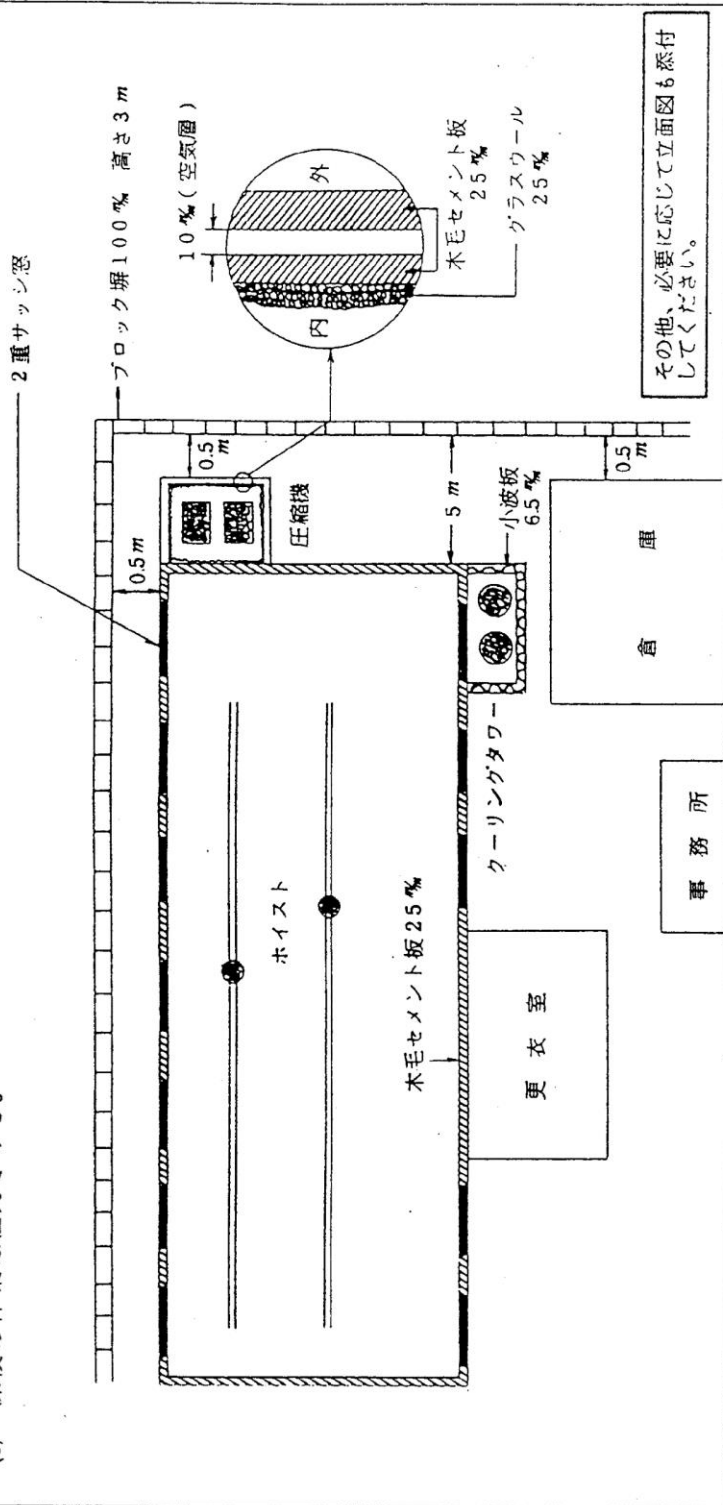 2重サッシ窓
ブロック塀100㎜ 高さ3m
10㎜(空気層)
内
外
木毛セメント板
25㎜
グラスウール
25㎜
0.5m
0.5
m
圧縮機
ホイスト
5m
小波板
6.5㎜
クーリングタワー
木毛セメント板25㎜
0.5
m
更衣室
事務所
倉庫
その他、必要に応じて立面図も添付
してください。